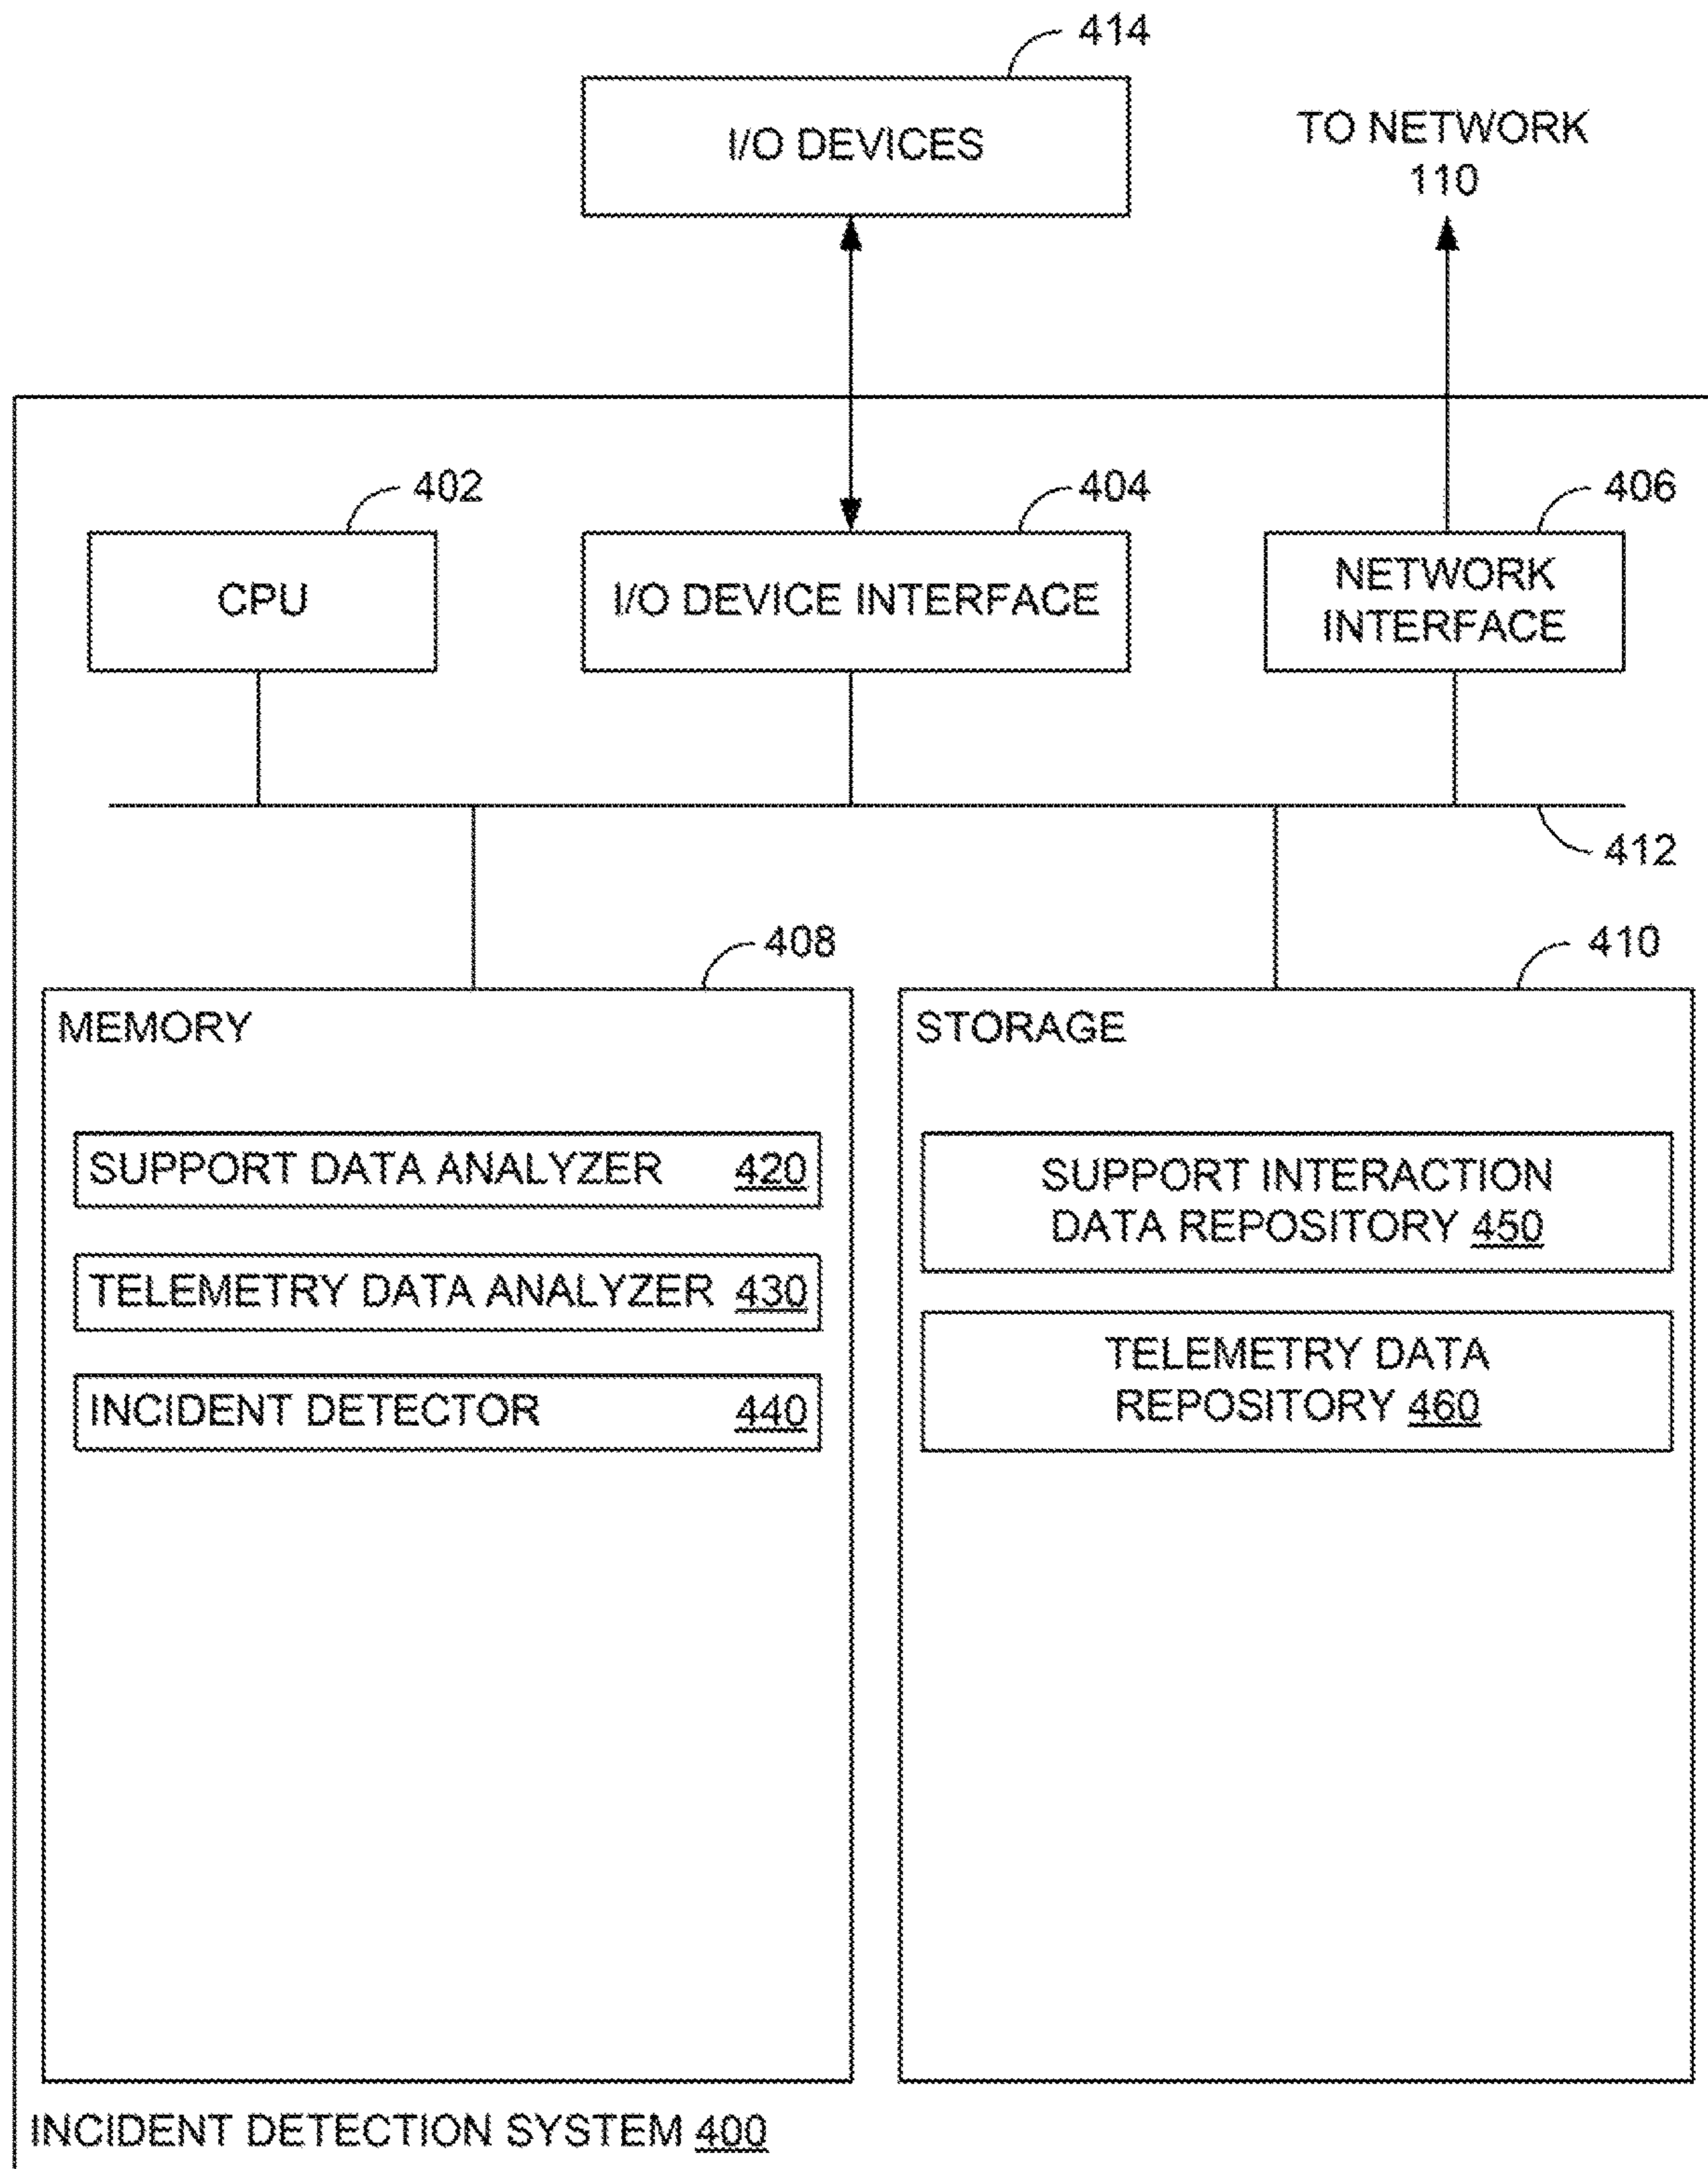 414
I/O DEVICES
TO NETWORK
110
402
404
406
CPU
I/O DEVICE INTERFACE
NETWORK
INTERFACE
412
408
410
MEMORY
STORAGE
SUPPORT DATA ANALYZER 420
TELEMETRY DATA ANALYZER 430
INCIDENT DETECTOR 440
SUPPORT INTERACTION
DATA REPOSITORY 450
TELEMETRY DATA
REPOSITORY 460
INCIDENT DETECTION SYSTEM 400